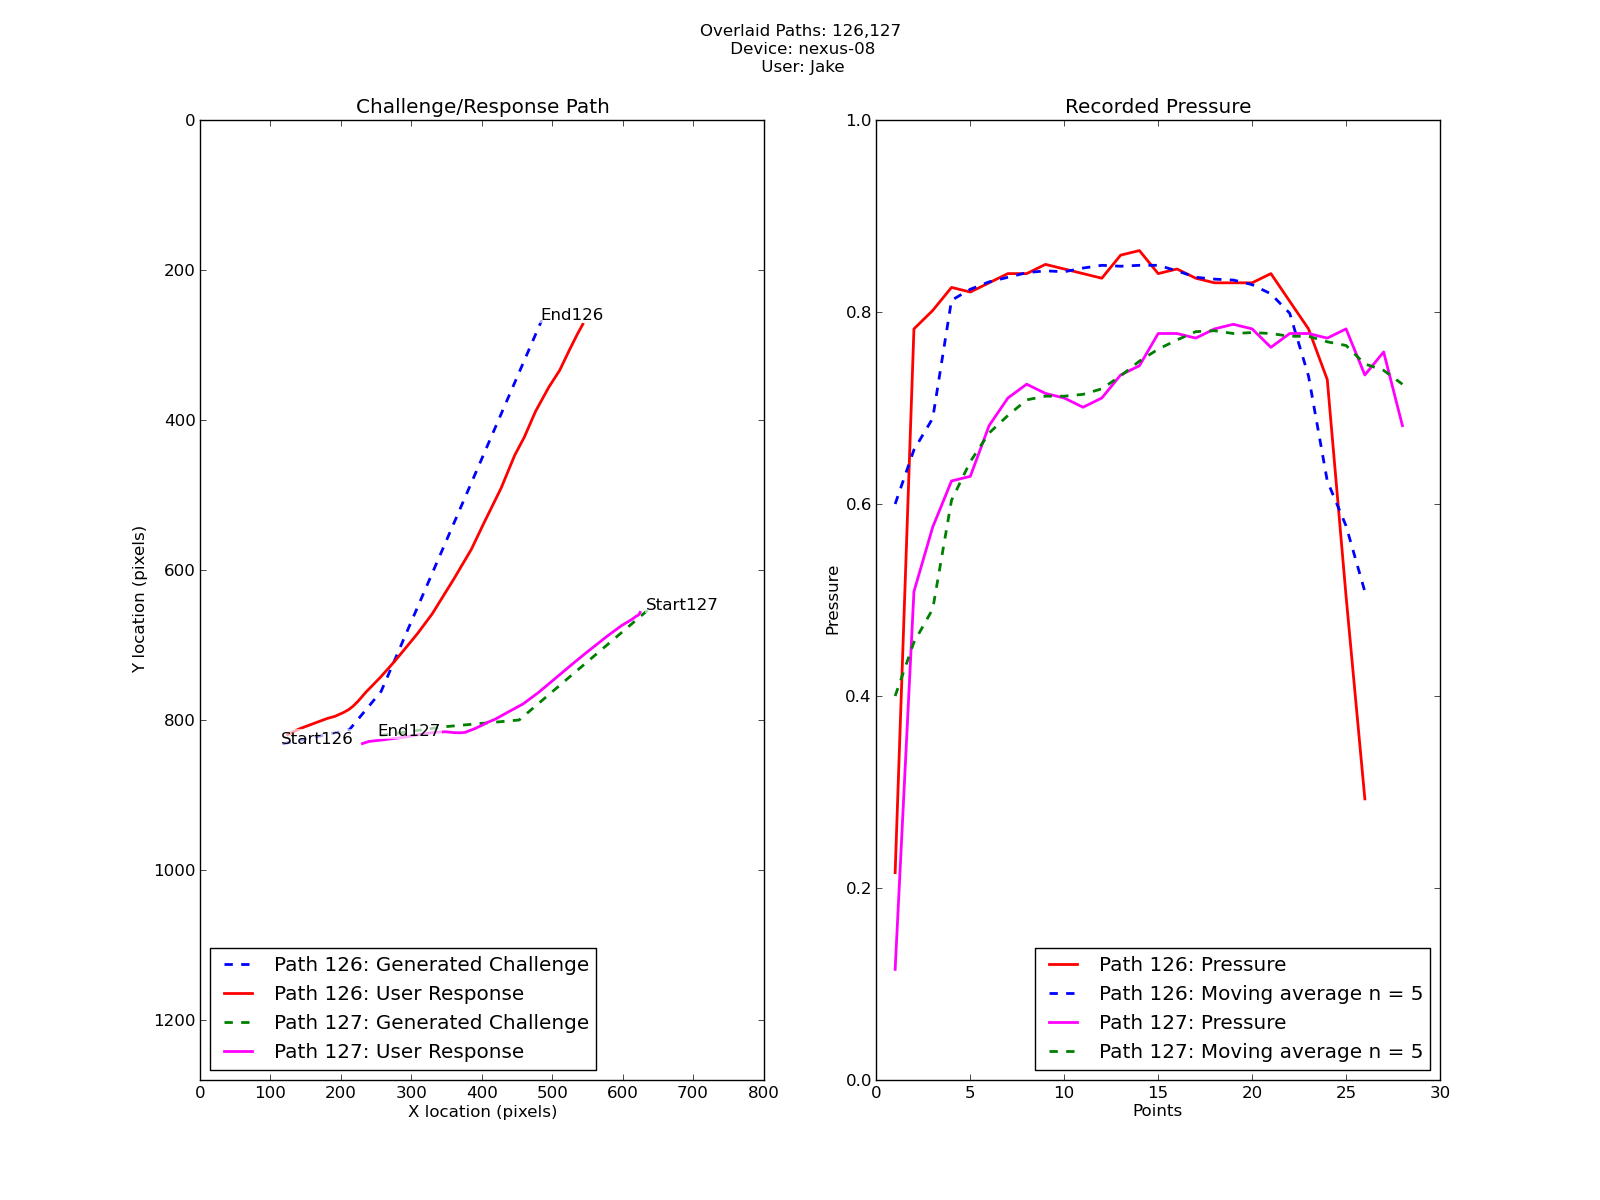 Overlaid Paths: 126,127
Device: nexus-08
User: Jake
Challenge/Response Path
0
200
400
600
800
1000
1200
Y location (pixels)
End126
Start127
Start126
End127
Path 126: Generated Challenge
Path 126: User Response
Path 127: Generated Challenge
Path 127: User Response
0 100 200 300 400 500 600 700 800
X location (pixels)
Recorded Pressure
1.0
0.8
0.6
0.4
0.2
0.0
Pressure
Path 126: Pressure
Path 126: Moving average n = 5
Path 127: Pressure
Path 127: Moving average n = 5
0 5 10 15 20 25 30
Points